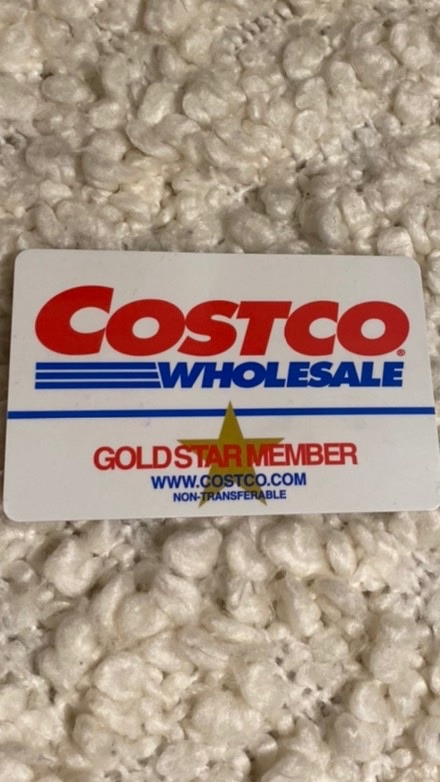 COSTCO®
WHOLESALE
GOLD STAR MEMBER
WWW.COSTCO.COM
NON-TRANSFERABLE